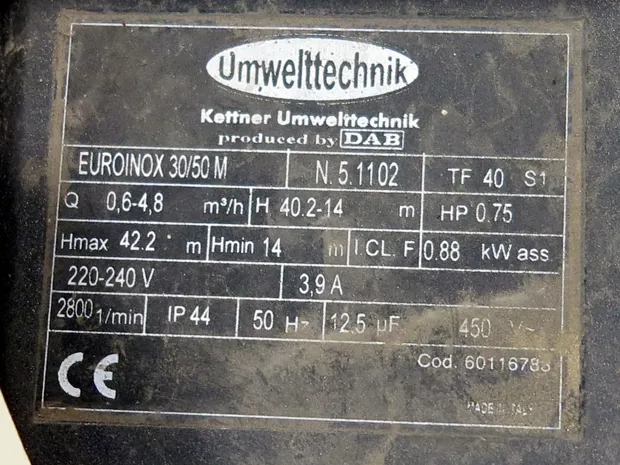 Umwelttechnik
Kettner Umwelttechnik
produced by DAB
EUROINOX 30/50 M N. 5.1102 TF 40 S1
Q 0,6-4,8 m³/h H 40.2-14 m HP 0.75
Hmax 42.2 m Hmin 14 m I.CL. F 0.88 kW ass.
220-240 V 3,9 A
2800 1/min IP 44 50 Hz 12.5 µF 450 V~
CE Cod. 60116783
MADE IN ITALY